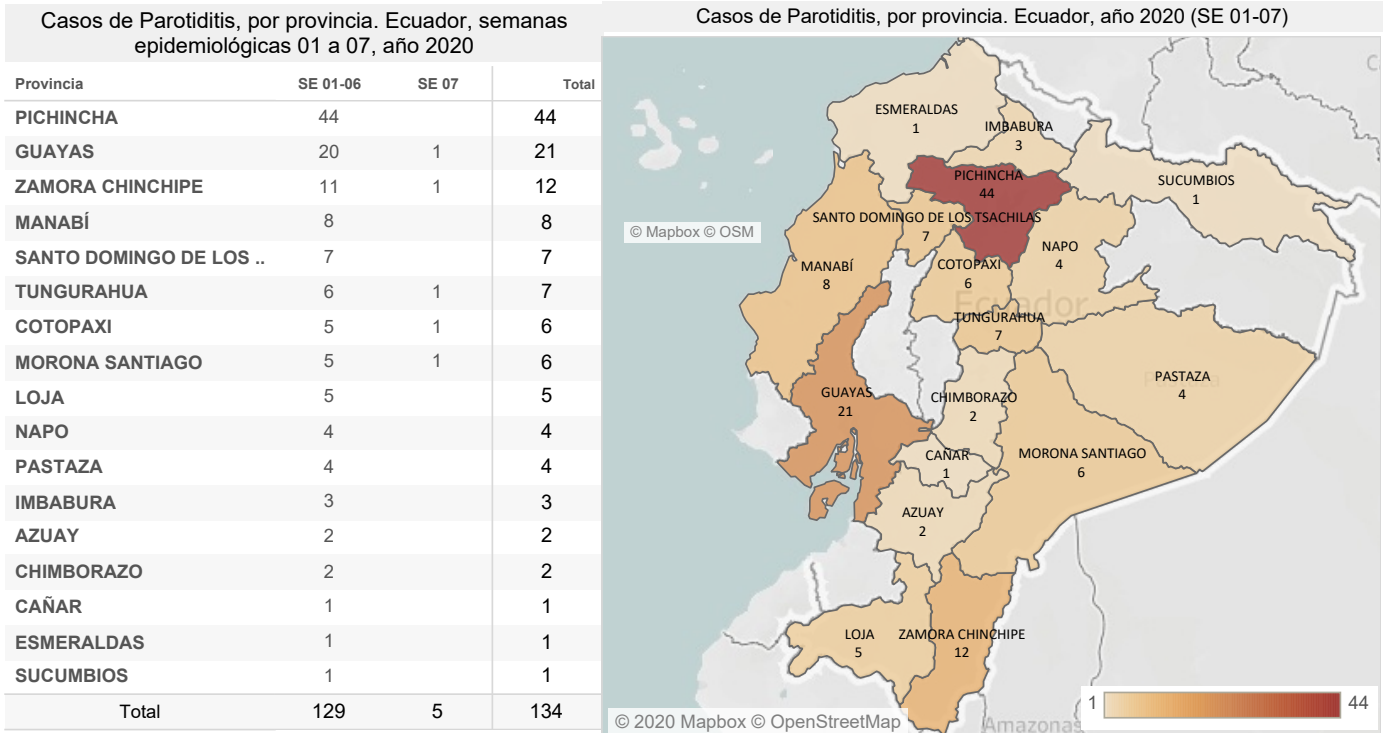 Casos de Parotiditis, por provincia. Ecuador, semanas
epidemiológicas 01 a 07, año 2020
Provincia SE 01-06 SE 07 Total
PICHINCHA 44 44
GUAYAS 20 1 21
ZAMORA CHINCHIPE 11 1 12
MANABÍ 8 8
SANTO DOMINGO DE LOS .. 7 7
TUNGURAHUA 6 1 7
COTOPAXI 5 1 6
MORONA SANTIAGO 5 1 6
LOJA 5 5
NAPO 4 4
PASTAZA 4 4
IMBABURA 3 3
AZUAY 2 2
CHIMBORAZO 2 2
CAÑAR 1 1
ESMERALDAS 1 1
SUCUMBIOS 1 1
Total 129 5 134
Casos de Parotiditis, por provincia. Ecuador, año 2020 (SE 01-07)
ESMERALDAS
1
IMBABURA
3
PICHINCHA
44
SUCUMBIOS
1
SANTO DOMINGO DE LOS TSACHILAS
7
© Mapbox © OSM
NAPO
4
MANABÍ
8
COTOPAXI
6
Ecuador
TUNGURAHUA
7
PASTAZA
4
GUAYAS
21
CHIMBORAZO
2
CAÑAR
1
MORONA SANTIAGO
6
AZUAY
2
LOJA
5
ZAMORA CHINCHIPE
12
1 44
© 2020 Mapbox © OpenStreetMap
Amazonas